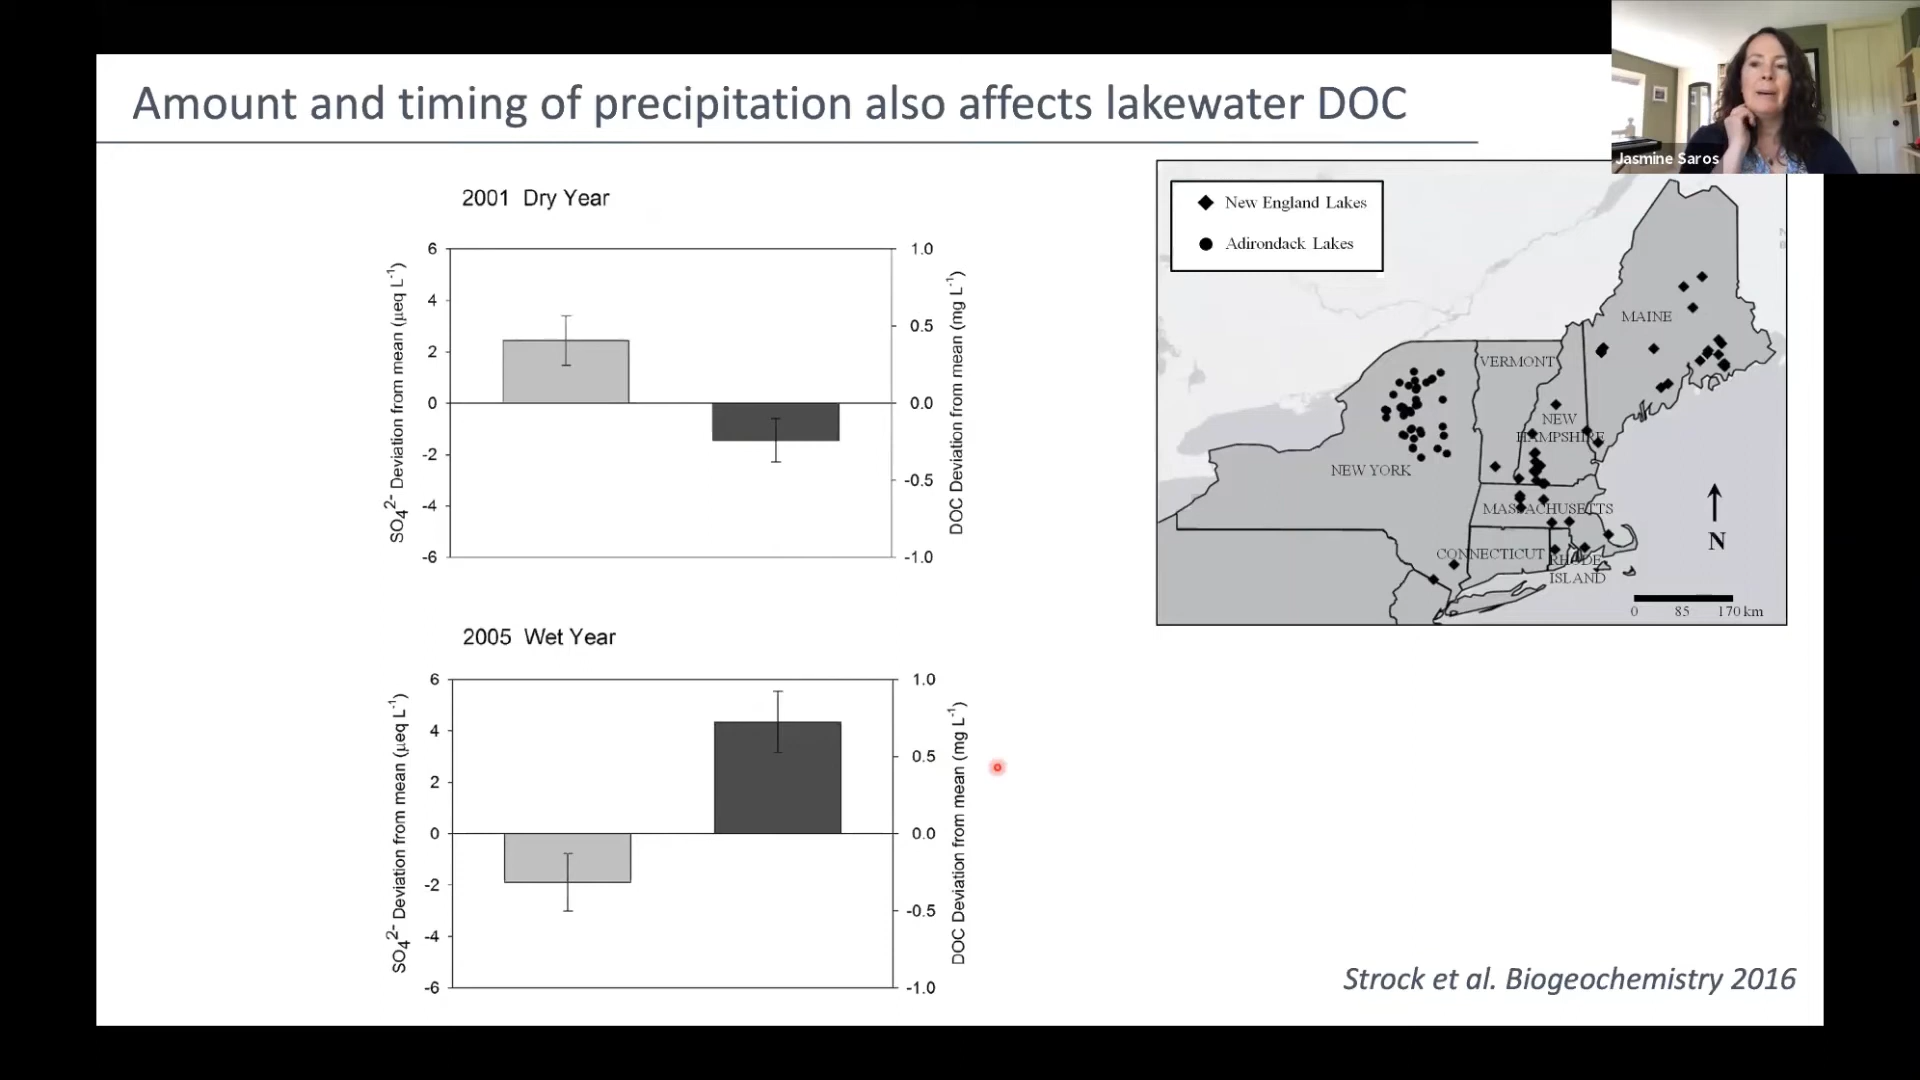 Amount and timing of precipitation also affects lakewater DOC
Jasmine Saros
2001 Dry Year
6
4
2
0
-2
-4
-6
SO₄²⁻ Deviation from mean (µeq L⁻¹)
1.0
0.5
0.0
-0.5
-1.0
DOC Deviation from mean (mg L⁻¹)
2005 Wet Year
6
4
2
0
-2
-4
-6
SO₄²⁻ Deviation from mean (µeq L⁻¹)
1.0
0.5
0.0
-0.5
-1.0
DOC Deviation from mean (mg L⁻¹)
New England Lakes
Adirondack Lakes
MAINE
VERMONT
NEW
HAMPSHIRE
NEW YORK
MASSACHUSETTS
CONNECTICUT
RHODE
ISLAND
N
0 85 170 km
Strock et al. Biogeochemistry 2016